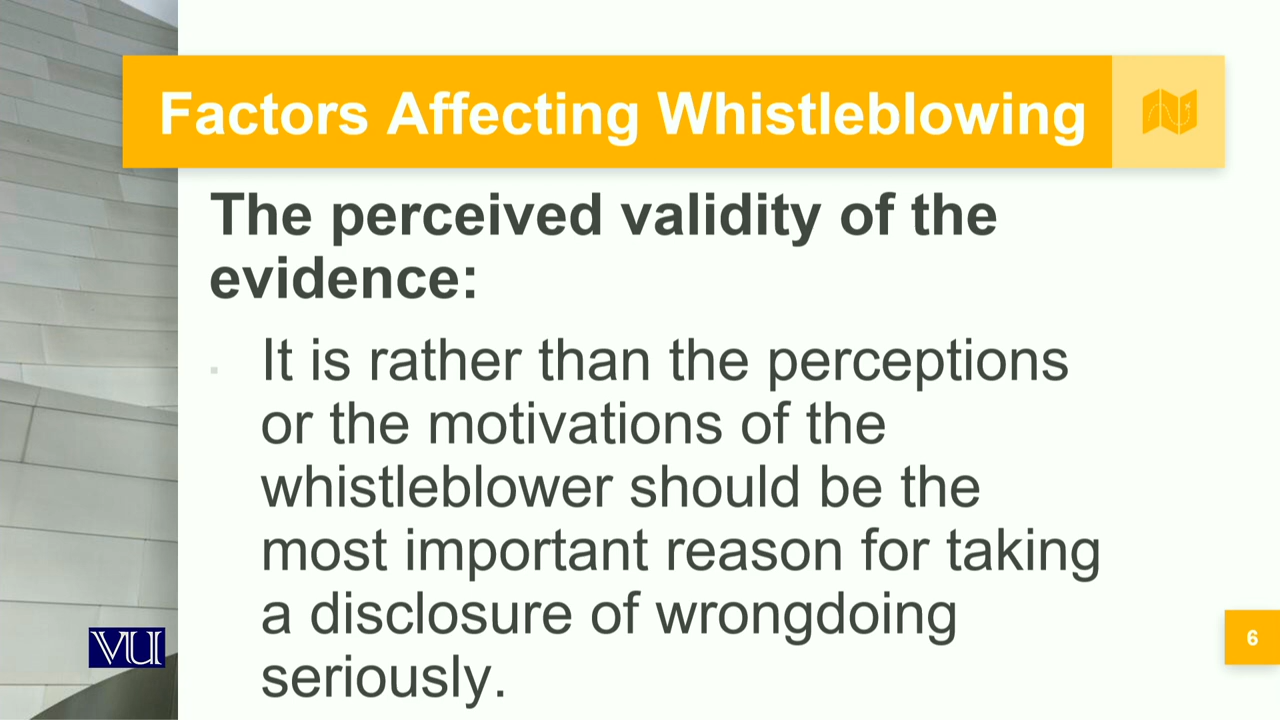 Factors Affecting Whistleblowing
The perceived validity of the
evidence:
It is rather than the perceptions
or the motivations of the
whistleblower should be the
most important reason for taking
a disclosure of wrongdoing
seriously.
VU
6